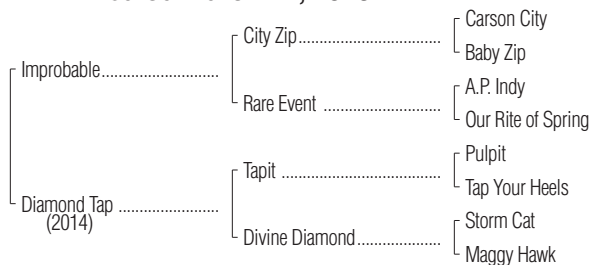 Carson City
City Zip
Baby Zip
Improbable
A.P. Indy
Rare Event
Our Rite of Spring
Pulpit
Tapit
Tap Your Heels
Diamond Tap
(2014)
Storm Cat
Divine Diamond
Maggy Hawk